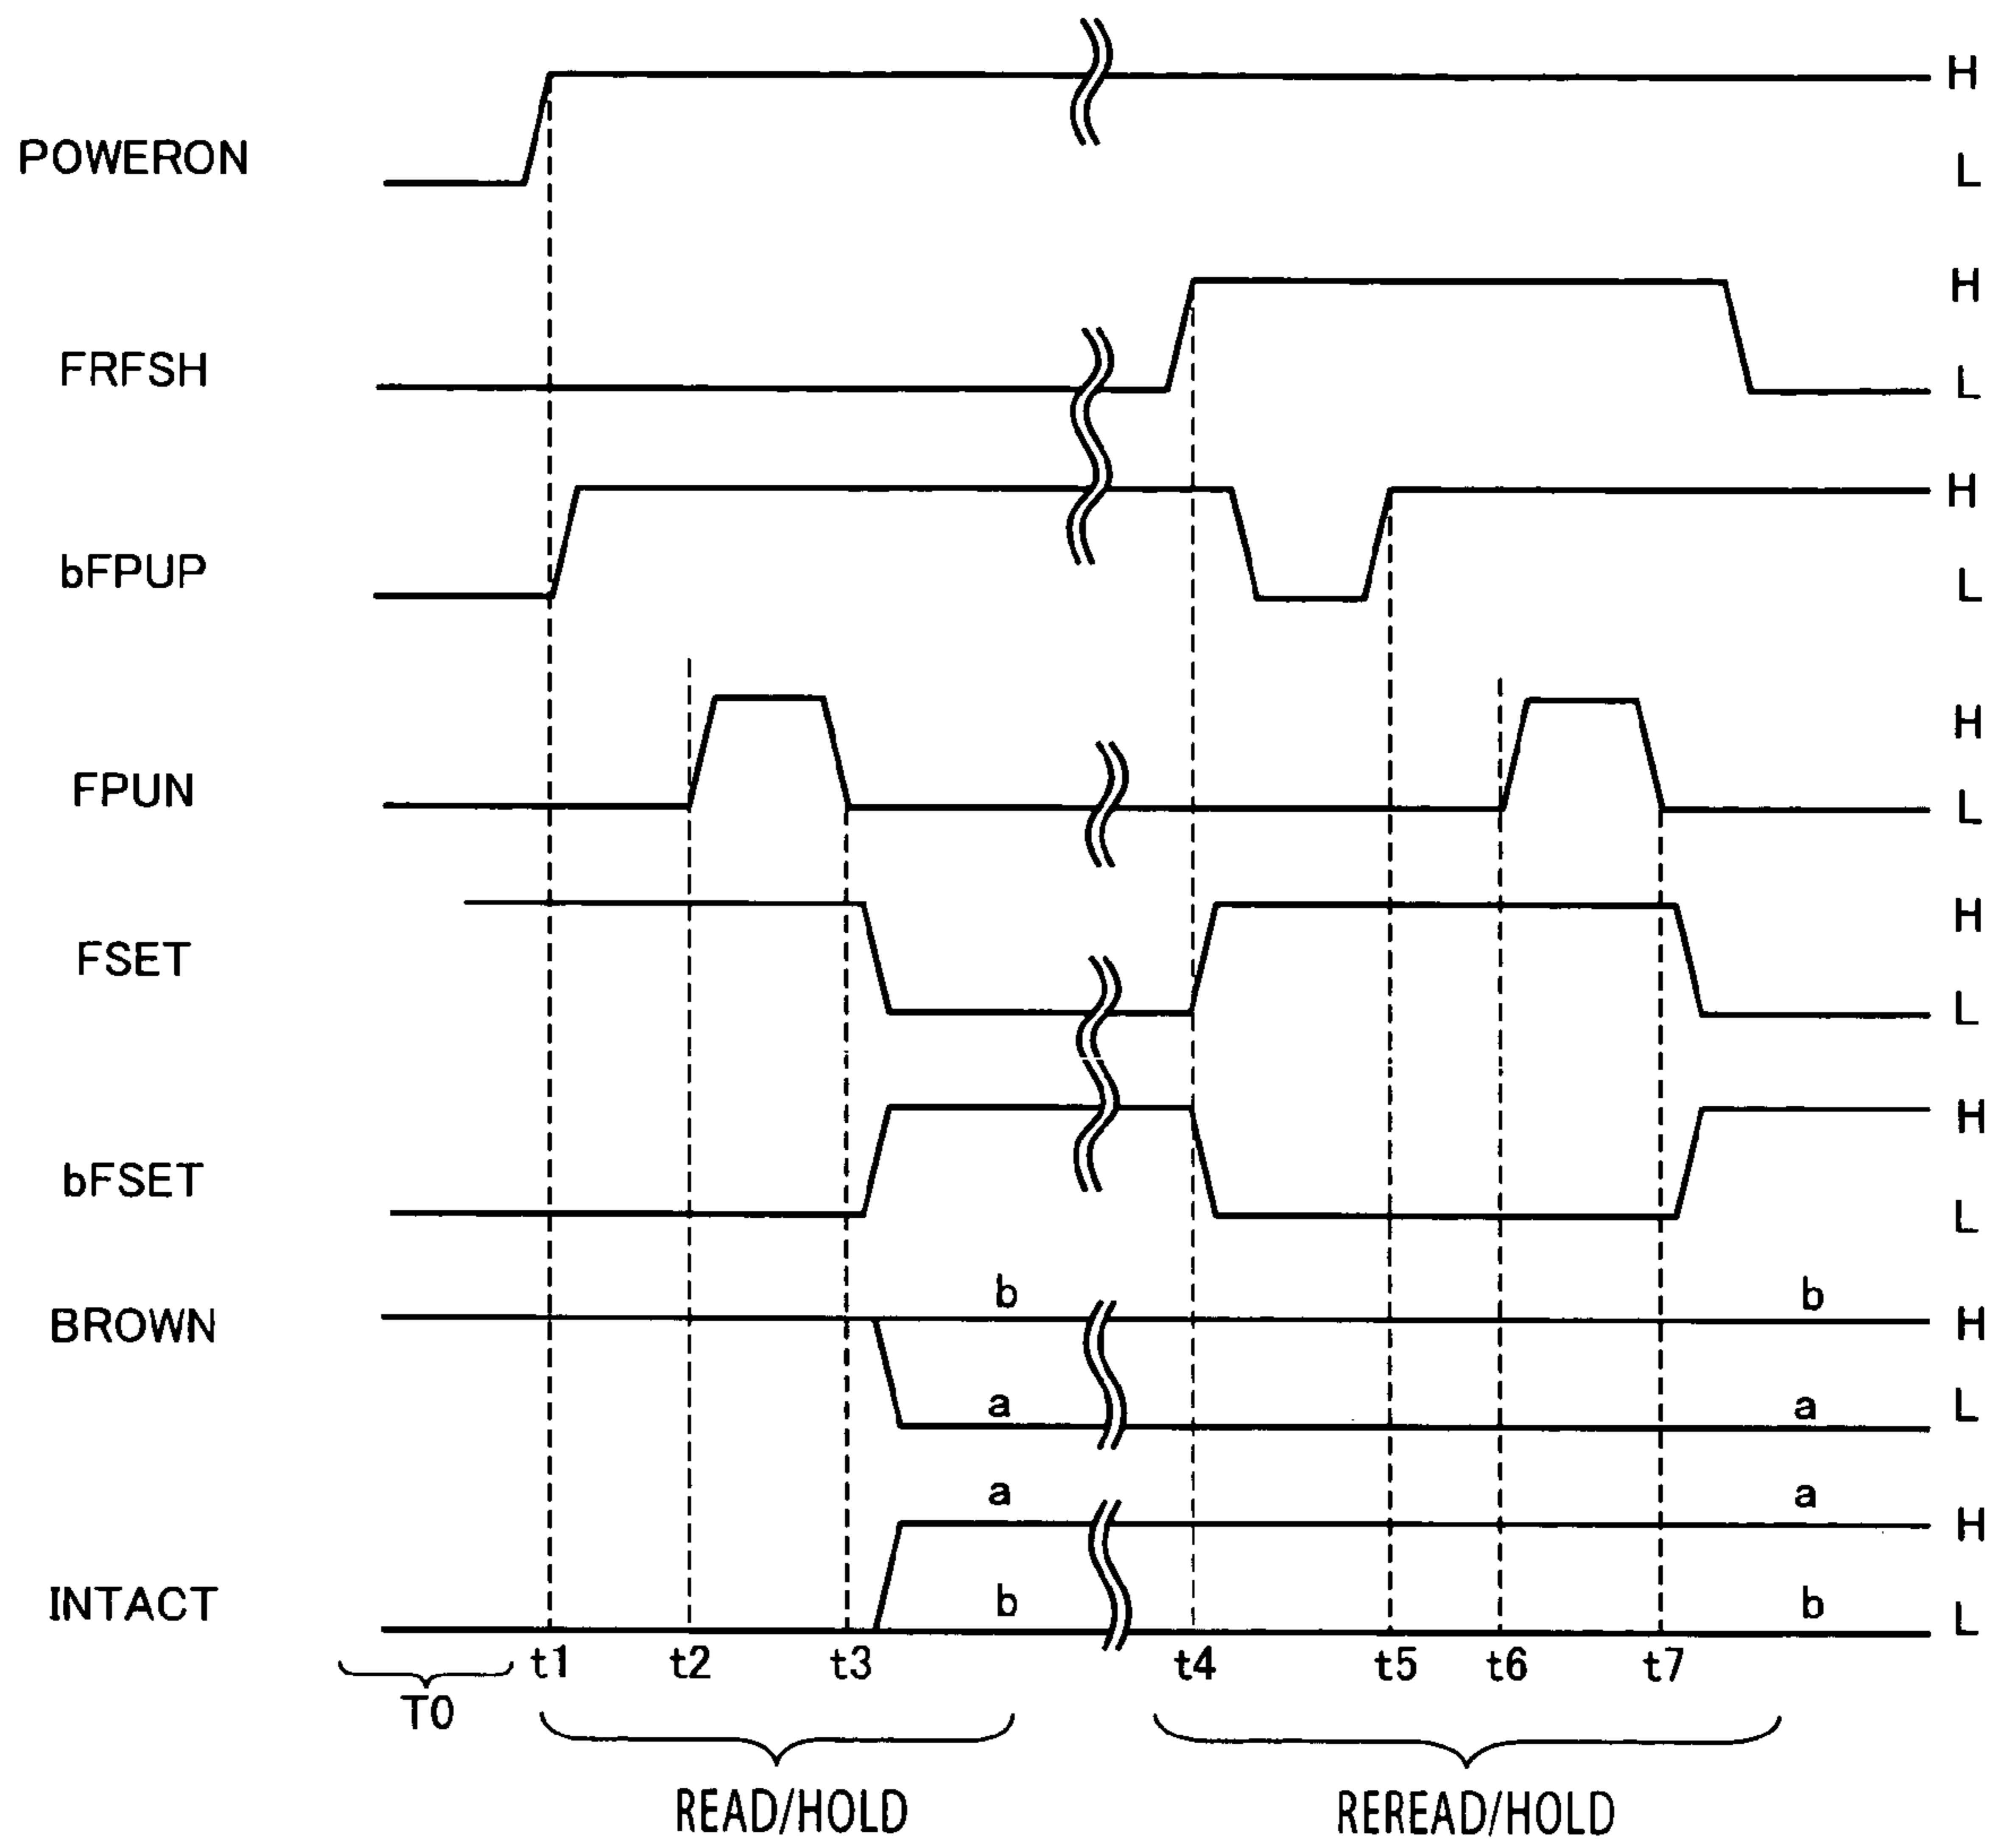 H
POWERON
L
H
FRFSH
L
H
bFPUP
L
H
FPUN
L
H
FSET
L
H
bFSET
L
b
b
BROWN
H
a
a
L
a
a
H
INTACT
b
b
L
t1
t2
t3
t4
t5
t6
t7
T0
READ/HOLD
REREAD/HOLD